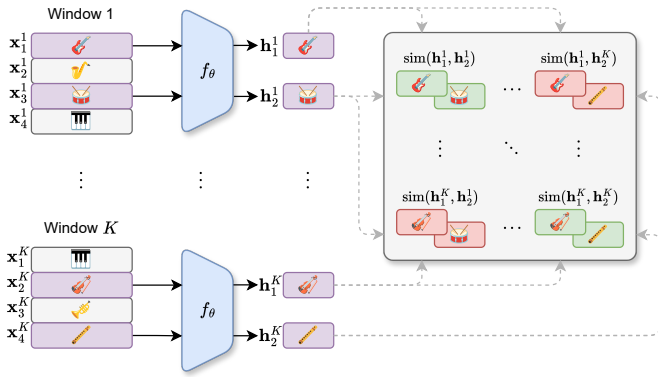 Window 1
x_1^1
x_2^1
x_3^1
x_4^1
f_θ
h_1^1
h_2^1
sim(h_1^1, h_2^1)
...
sim(h_1^1, h_2^K)
sim(h_1^K, h_2^1)
...
sim(h_1^K, h_2^K)
Window K
x_1^K
x_2^K
x_3^K
x_4^K
f_θ
h_1^K
h_2^K